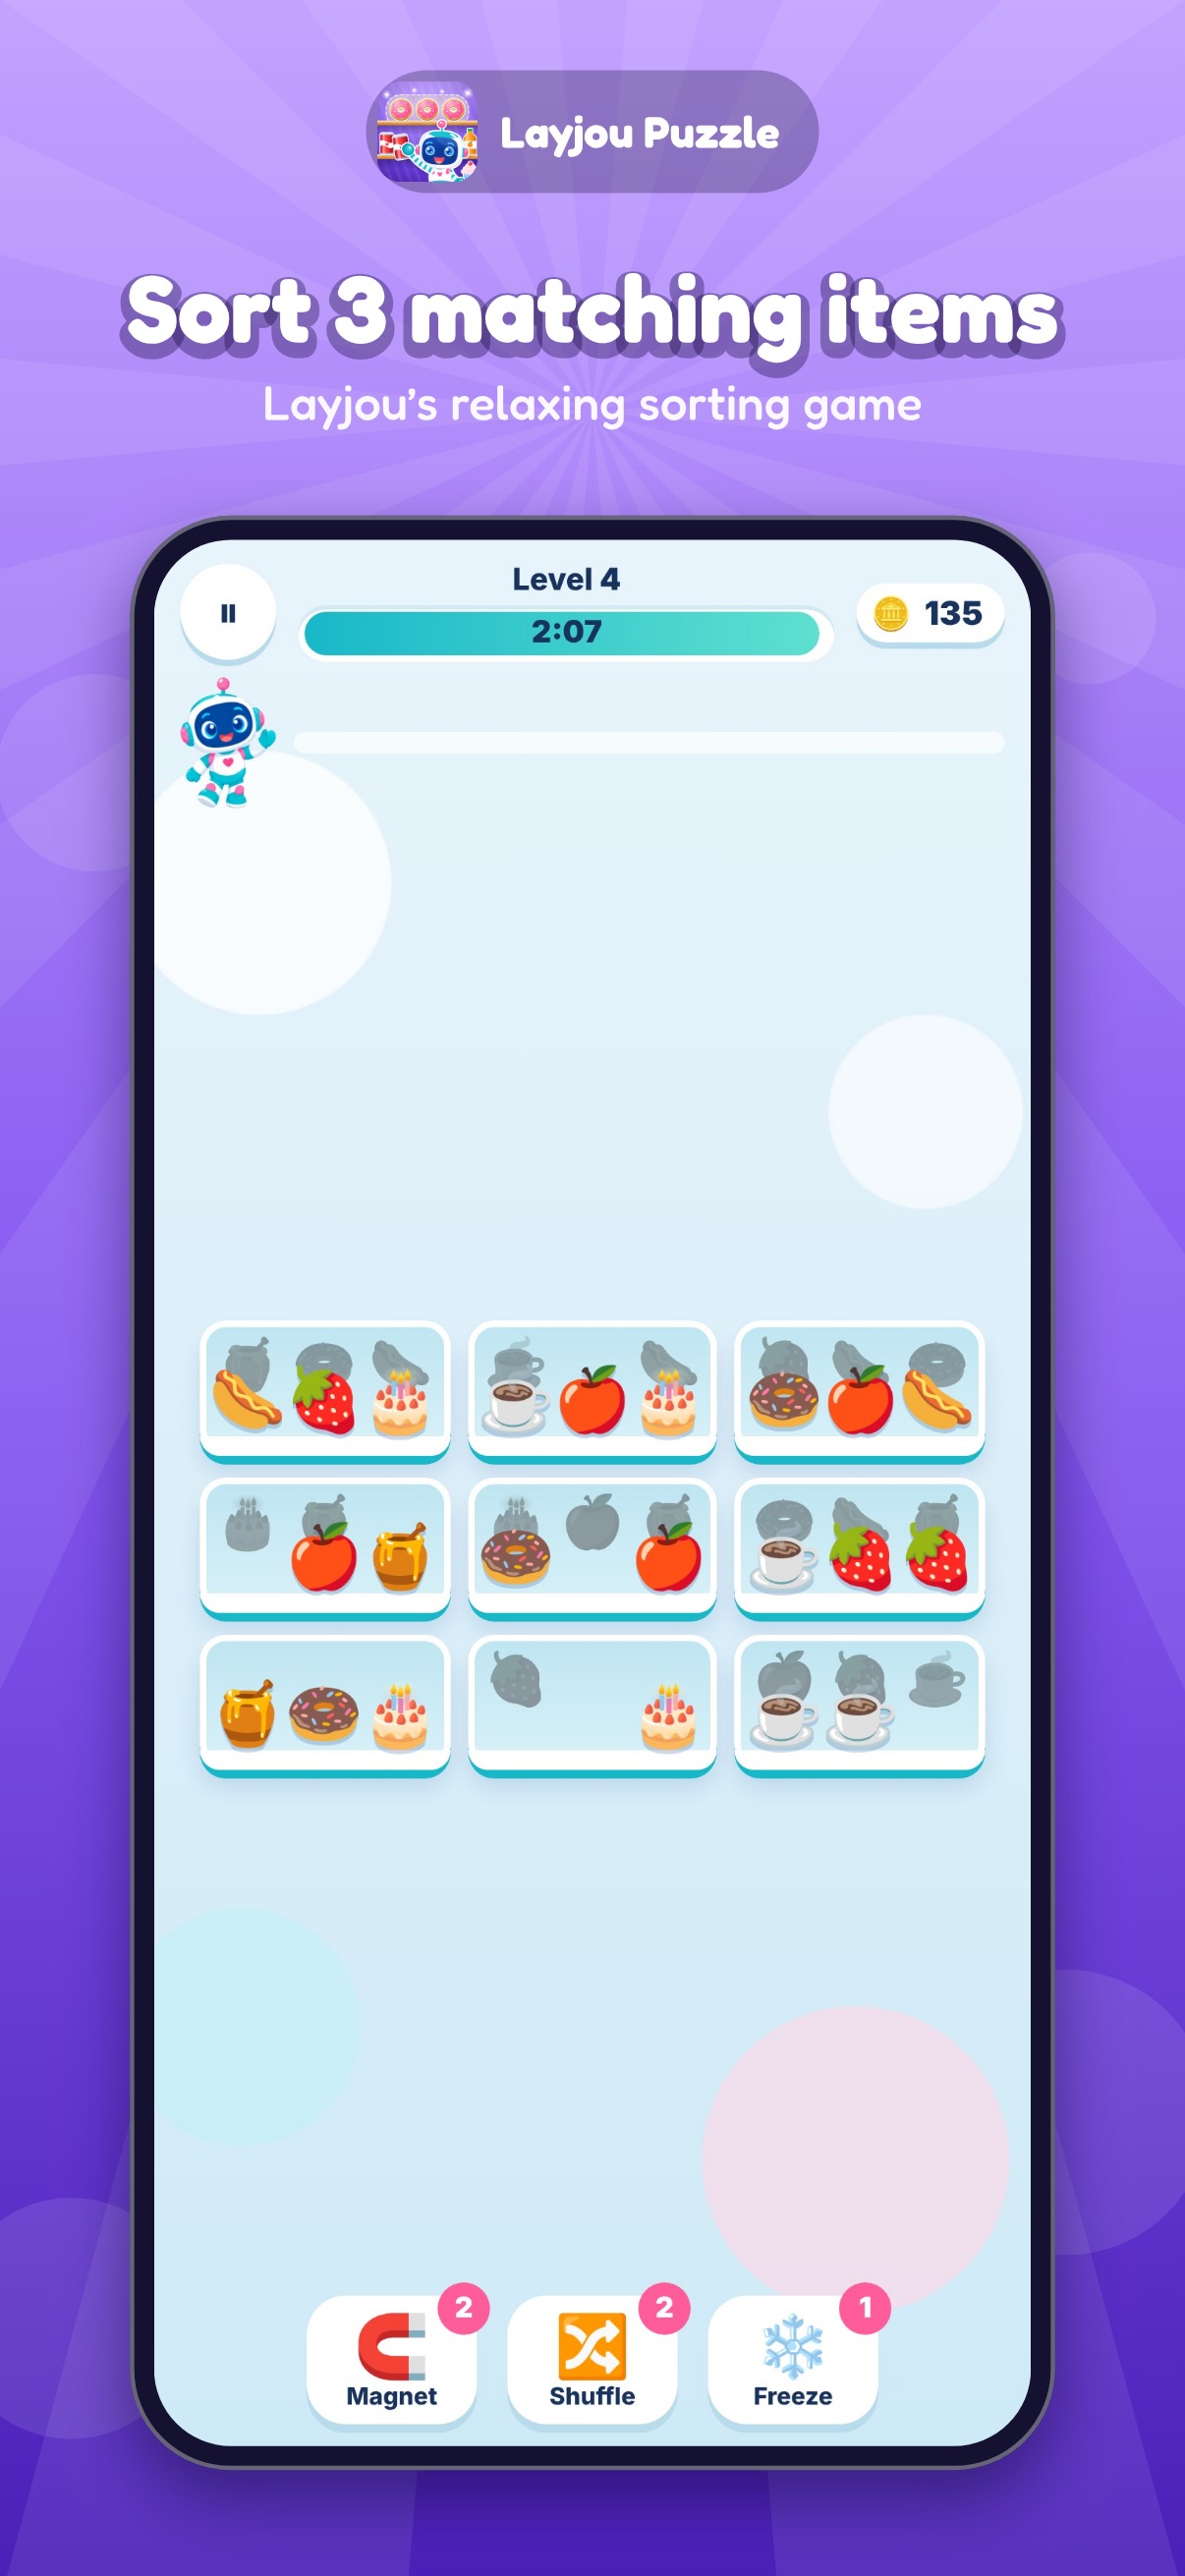 Layjou Puzzle
Sort 3 matching items
Layjou’s relaxing sorting game
Level 4
2:07
135
2
2
1
Magnet
Shuffle
Freeze